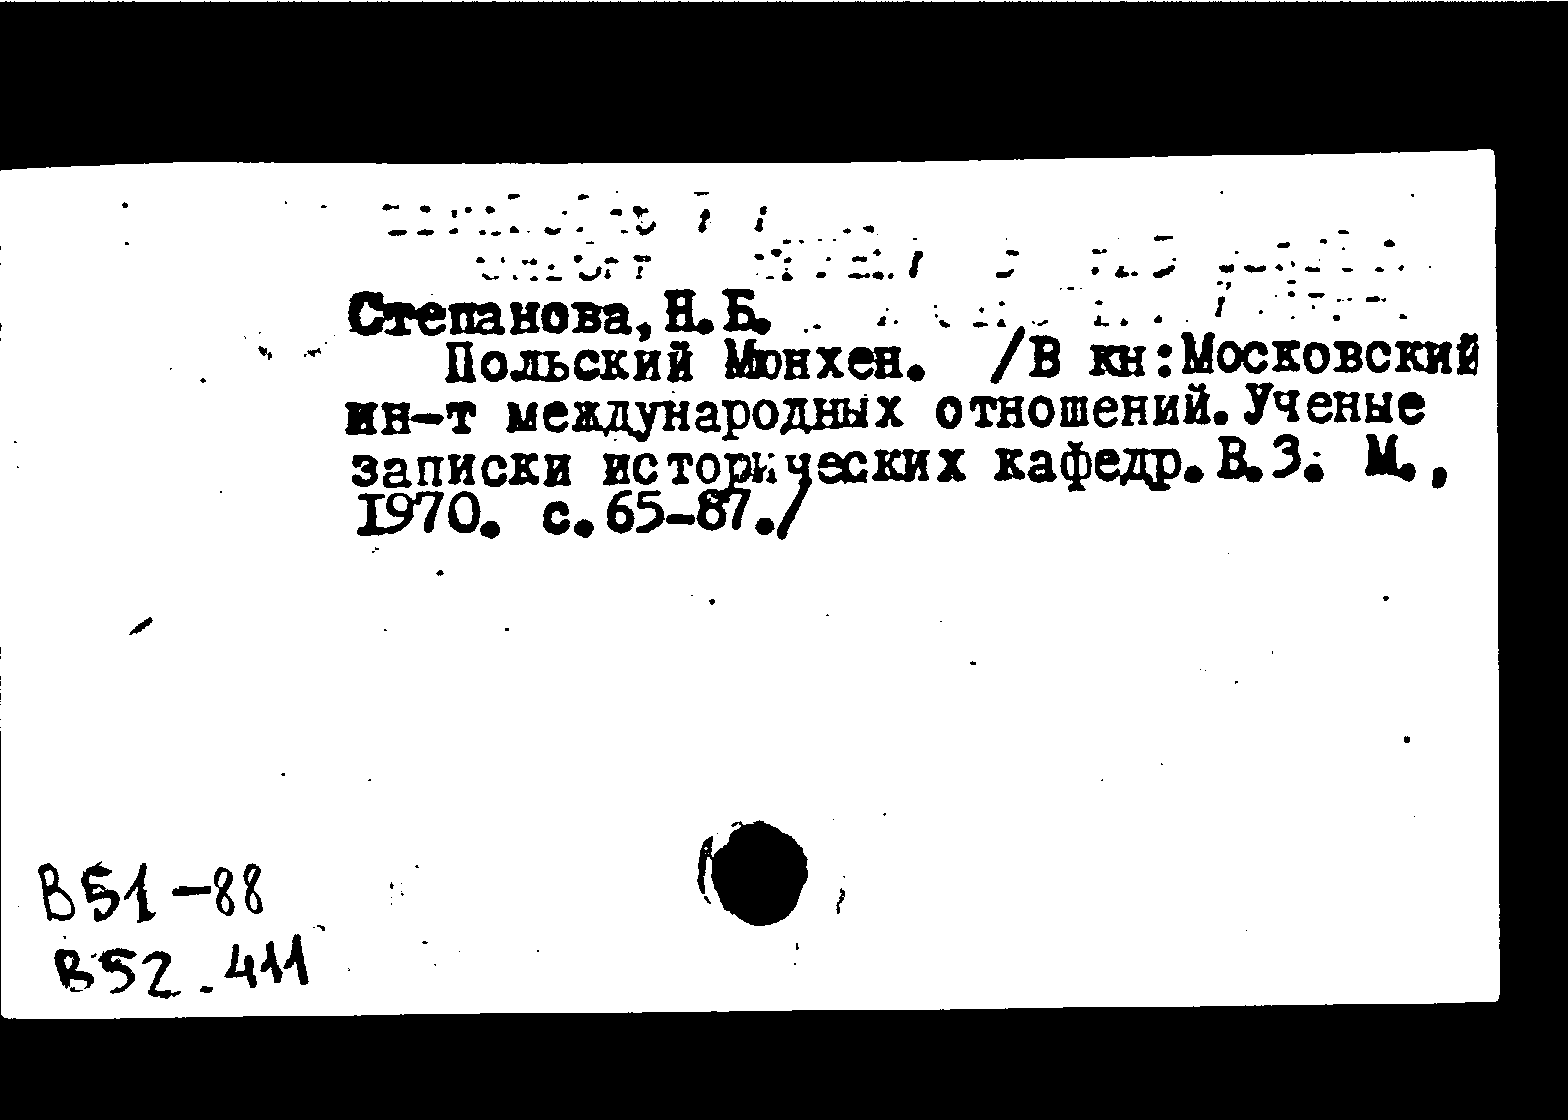 Степанова, Н.Б.
Польский Мюнхен. /В кн:Московский
ин-т международных отношений. Ученые
записки исторических кафедр. В.3. М.,
1970. с.65-87./
В51-88
В52-411